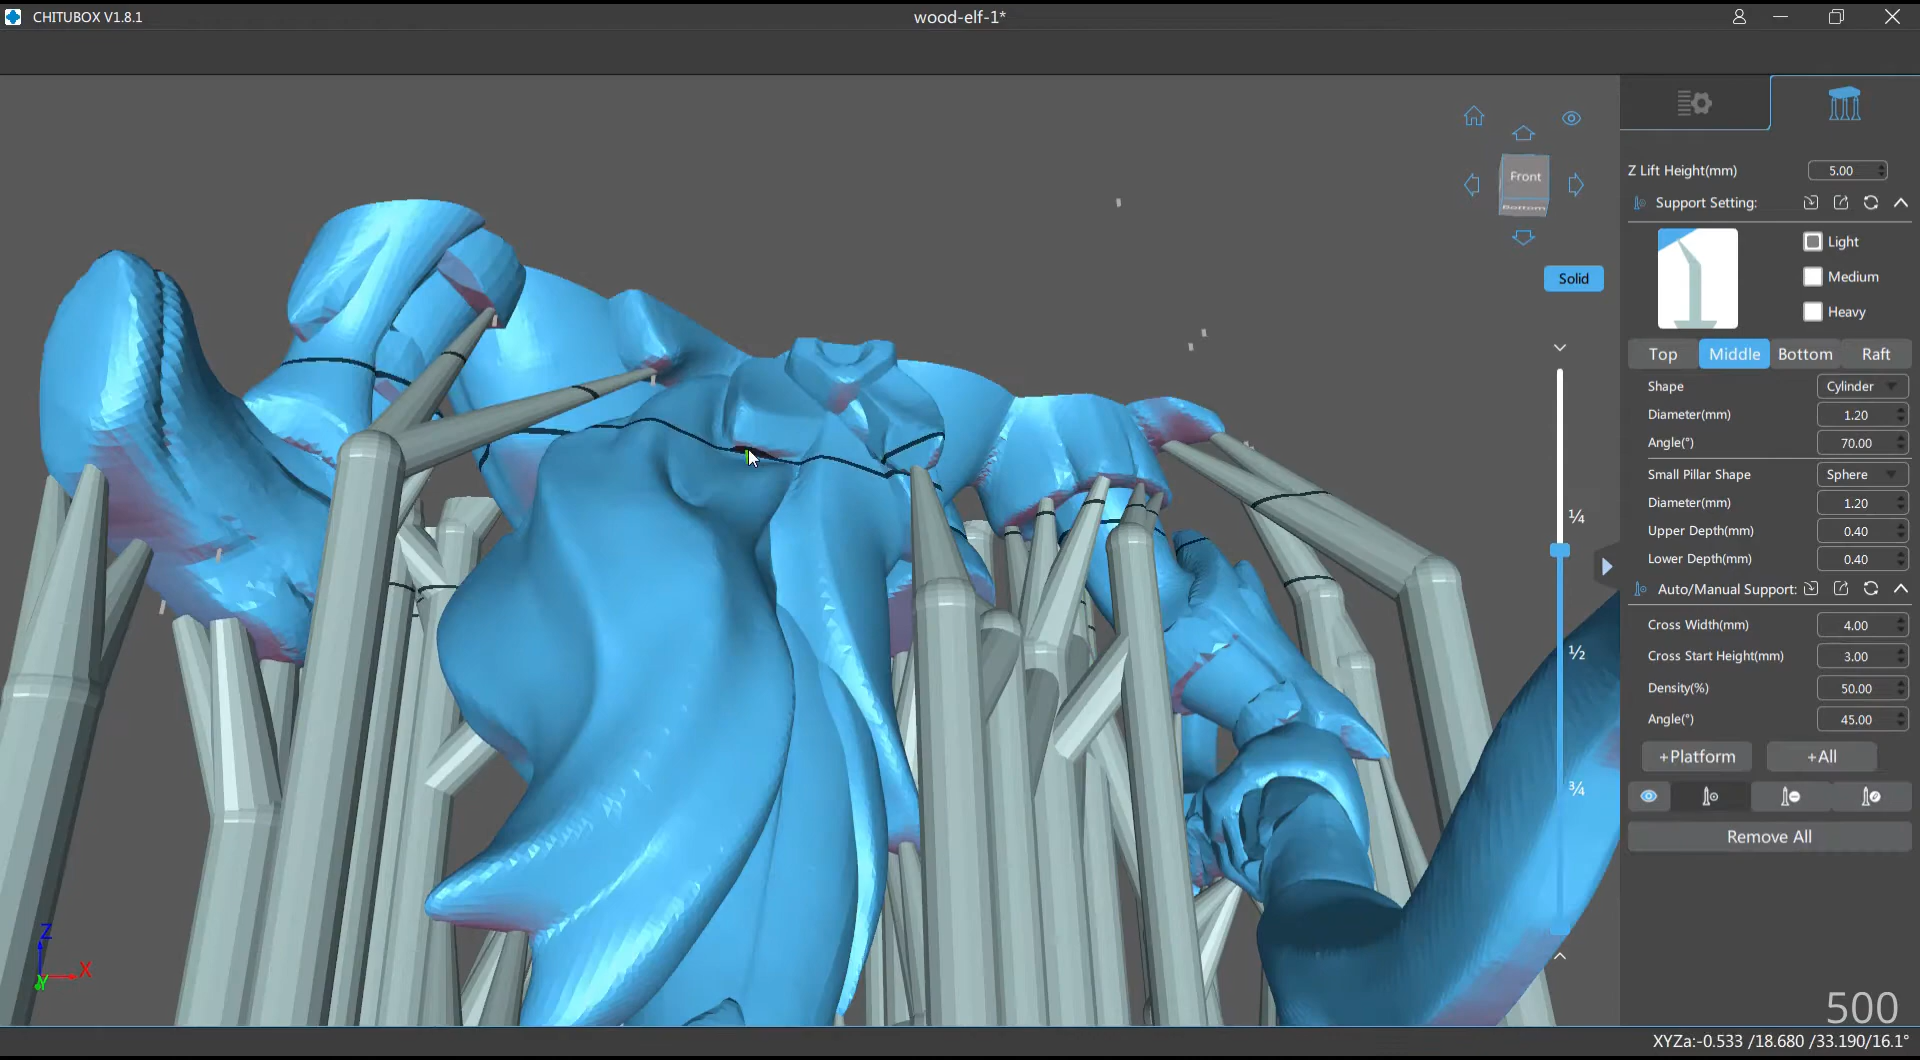 CHITUBOX V1.8.1
wood-elf-1*
Front
Bottom
Solid
¼
½
¾
Z
X
Y
Z Lift Height(mm) 5.00
Support Setting:
Light
Medium
Heavy
Top Middle Bottom Raft
Shape Cylinder
Diameter(mm) 1.20
Angle(°) 70.00
Small Pillar Shape Sphere
Diameter(mm) 1.20
Upper Depth(mm) 0.40
Lower Depth(mm) 0.40
Auto/Manual Support:
Cross Width(mm) 4.00
Cross Start Height(mm) 3.00
Density(%) 50.00
Angle(°) 45.00
+Platform +All
Remove All
500
XYZa:-0.533 /18.680 /33.190/16.1°